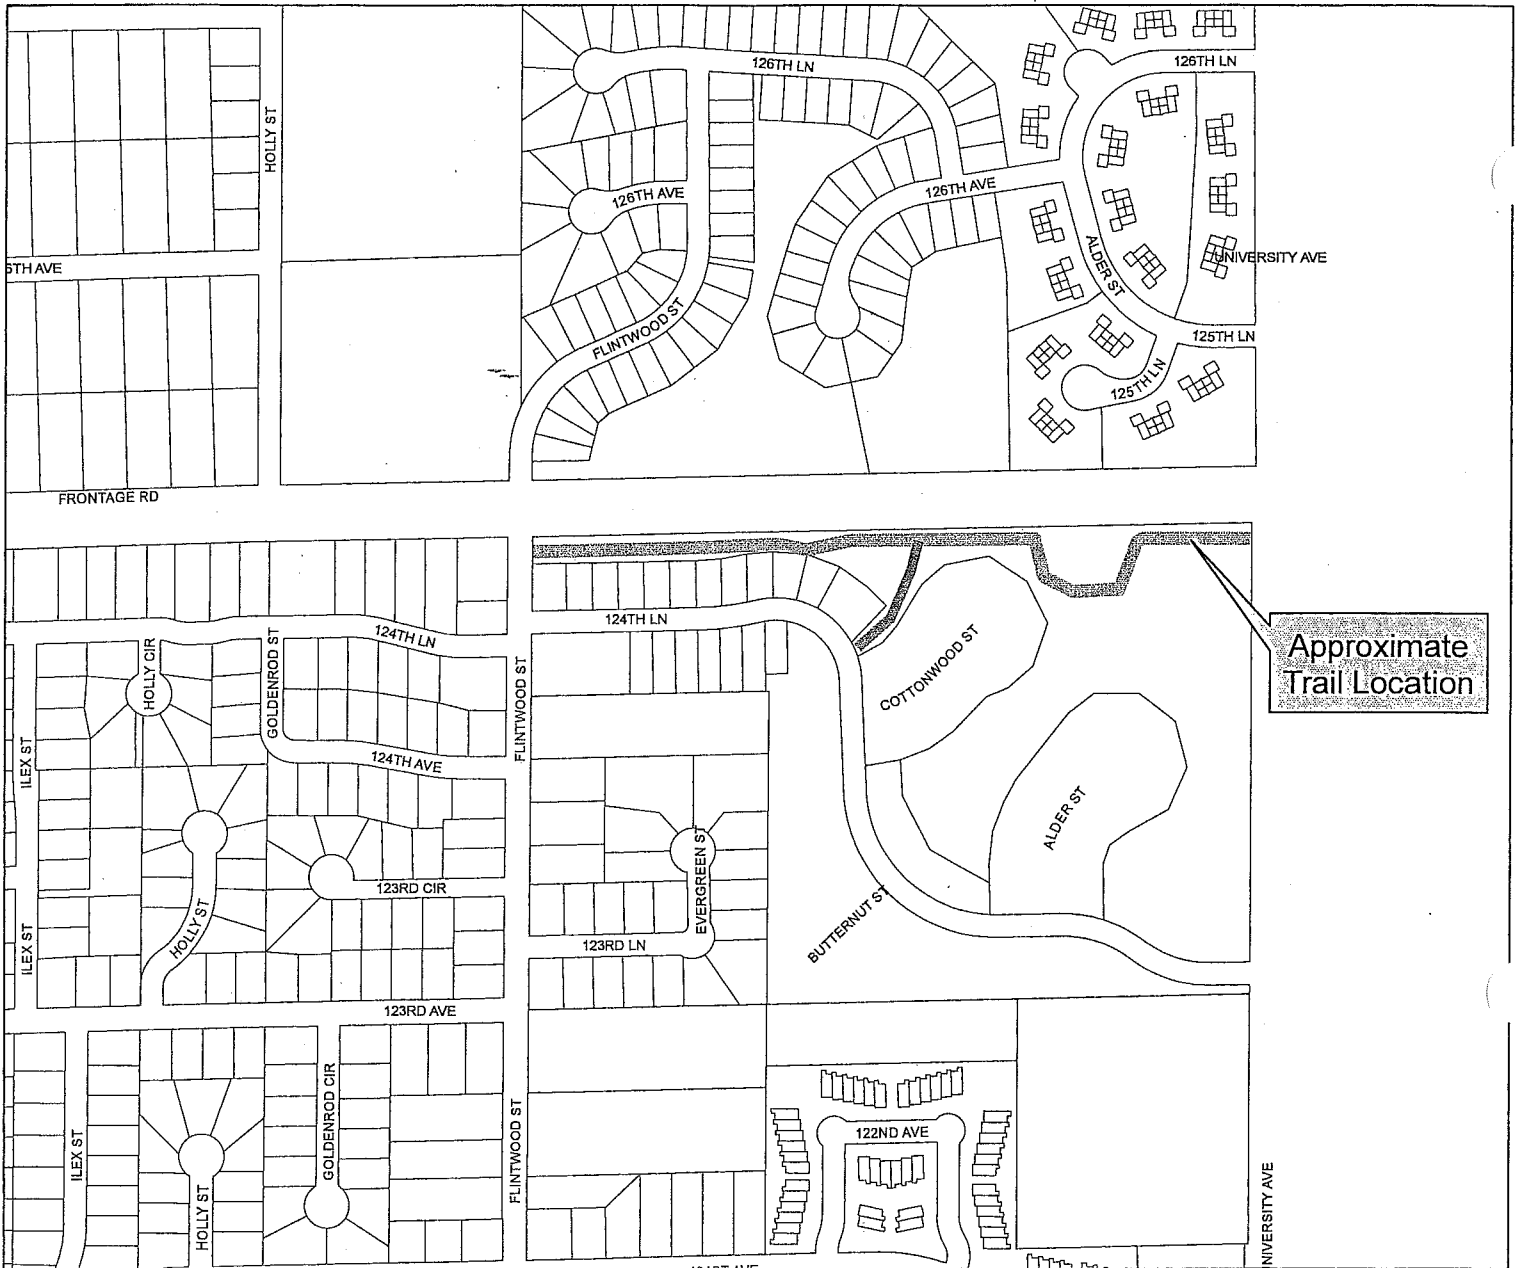 126TH LN
126TH LN
HOLLY ST
126TH AVE
126TH AVE
ALDER ST
UNIVERSITY AVE
FLINTWOOD ST
125TH LN
125TH LN
FRONTAGE RD
124TH LN
124TH LN
Approximate
Trail Location
HOLLY CIR
GOLDENROD ST
FLINTWOOD ST
COTTONWOOD ST
ILEX ST
124TH AVE
ALDER ST
EVERGREEN ST
123RD CIR
HOLLY ST
BUTTERNUT ST
ILEX ST
123RD LN
123RD AVE
GOLDENROD CIR
122ND AVE
ILEX ST
FLINTWOOD ST
HOLLY ST